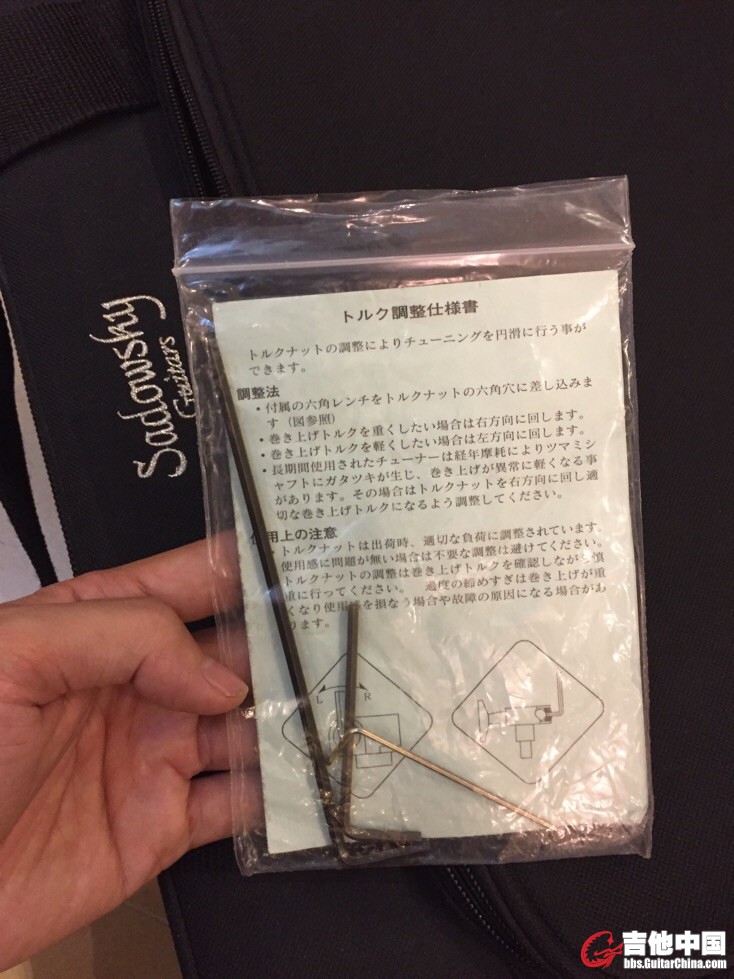 Sadowsky
Guitars
トルク調整仕様書
トルクナットの調整によりチューニングを円滑に行う事が
できます。
調整法
・付属の六角レンチをトルクナットの六角穴に差し込みま
す（図参照）
・巻き上げトルクを重くしたい場合は右方向に回します。
・巻き上げトルクを軽くしたい場合は左方向に回します。
・長期間使用されたチューナーは経年摩耗によりツマミシ
ャフトにガタツキが生じ、巻き上げが異常に軽くなる事
があります。その場合はトルクナットを右方向に回し適
切な巻き上げトルクになるよう調整してください。
使用上の注意
・トルクナットは出荷時、適切な負荷に調整されています。
使用感に問題が無い場合は不要な調整は避けてください。
トルクナットの調整は巻き上げトルクを確認しながら慎
重に行ってください。 過度の締めすぎは巻き上げが重
くなり使用感を損なう場合や故障の原因になる場合があ
ります。
L R
吉他中国
bbs.GuitarChina.com